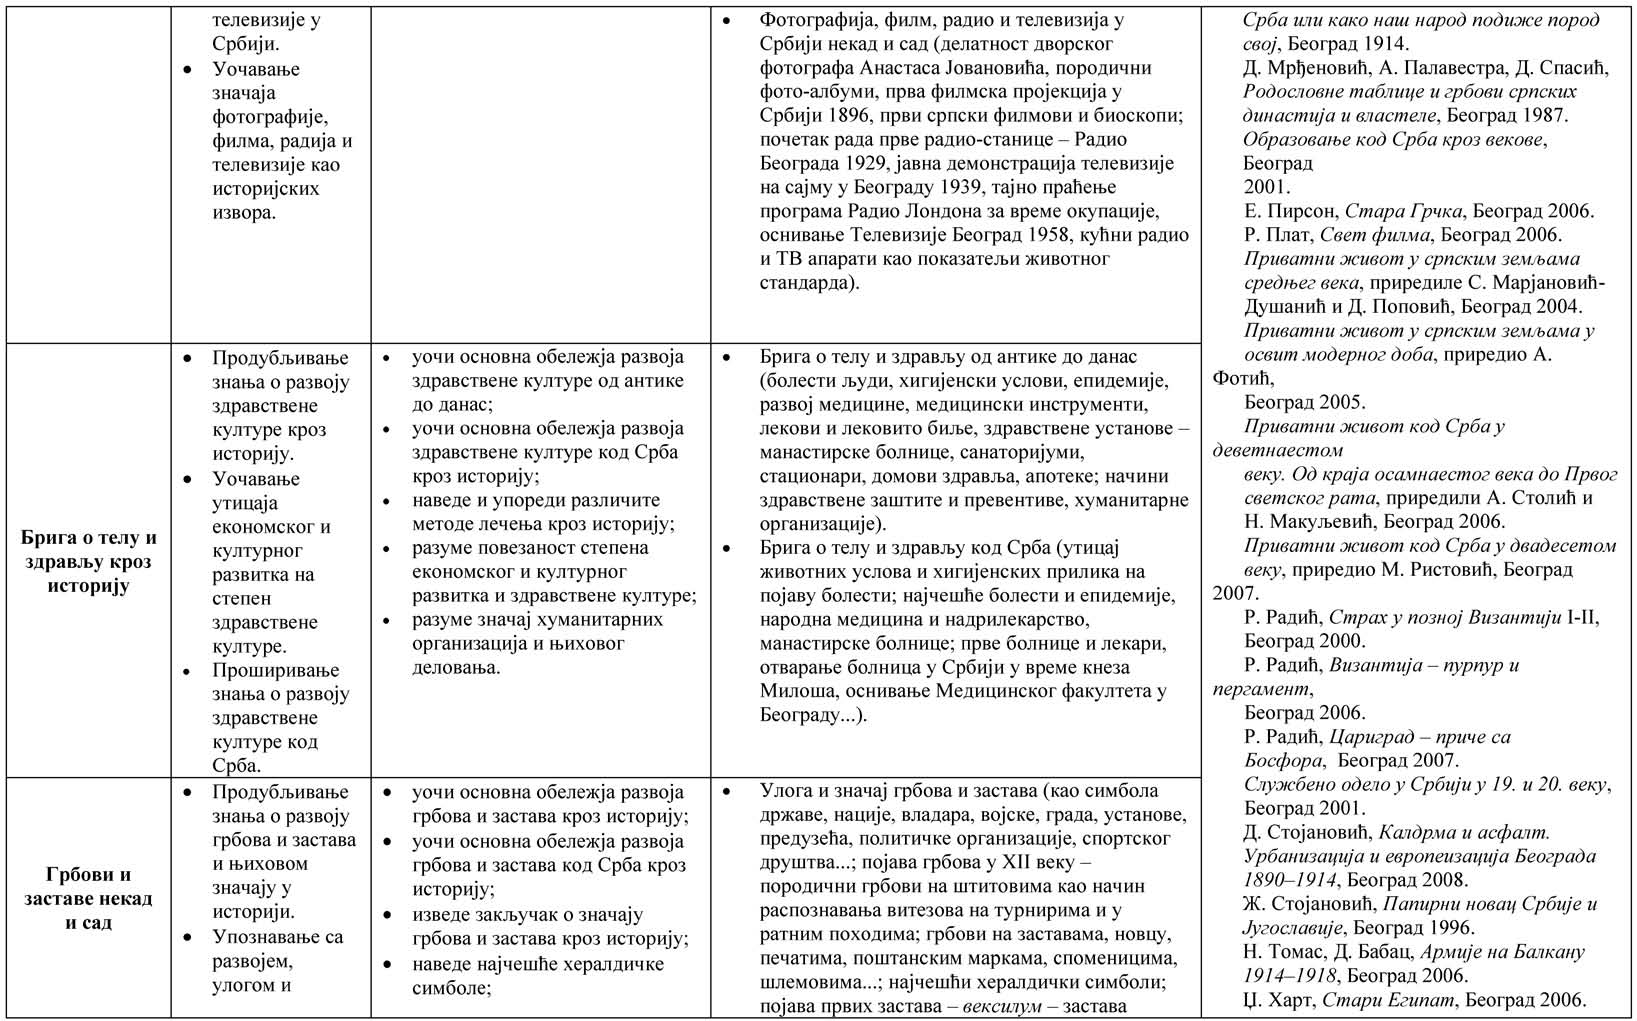 телевизије у
Србији.
Уочавање
значаја
фотографије,
филма, радија и
телевизије као
историјских
извора.
Фотографија, филм, радио и телевизија у
Србији некад и сад (делатност дворског
фотографа Анастаса Јовановића, породични
фото-албуми, прва филмска пројекција у
Србији 1896, први српски филмови и биоскопи;
почетак рада прве радио-станице – Радио
Београда 1929, јавна демонстрација телевизије
на сајму у Београду 1939, тајно праћење
програма Радио Лондона за време окупације,
оснивање Телевизије Београд 1958, кућни радио
и ТВ апарати као показатељи животног
стандарда).
Брига о телу и
здрављу кроз
историју
Продубљивање
знања о развоју
здравствене
културе кроз
историју.
Уочавање
утицаја
економског и
културног
развитка на
степен
здравствене
културе.
Проширивање
знања о развоју
здравствене
културе код
Срба.
уочи основна обележја развоја
здравствене културе од антике
до данас;
уочи основна обележја развоја
здравствене културе код Срба
кроз историју;
наведе и упореди различите
методе лечења кроз историју;
разуме повезаност степена
економског и културног
развитка и здравствене културе;
разуме значај хуманитарних
организација и њиховог
деловања.
Брига о телу и здрављу од антике до данас
(болести људи, хигијенски услови, епидемије,
развој медицине, медицински инструменти,
лекови и лековито биље, здравствене установе –
манастирске болнице, санаторијуми,
стационари, домови здравља, апотеке; начини
здравствене заштите и превентиве, хуманитарне
организације).
Брига о телу и здрављу код Срба (утицај
животних услова и хигијенских прилика на
појаву болести; најчешће болести и епидемије,
народна медицина и надрилекарство,
манастирске болнице; прве болнице и лекари,
отварање болница у Србији у време кнеза
Милоша, оснивање Медицинског факултета у
Београду...).
Грбови и
заставе некад
и сад
Продубљивање
знања о развоју
грбова и застава
и њиховом
значају у
историји.
Упознавање са
развојем,
улогом и
уочи основна обележја развоја
грбова и застава кроз историју;
уочи основна обележја развоја
грбова и застава код Срба кроз
историју;
изведе закључак о значају
грбова и застава кроз историју;
наведе најчешће хералдичке
симболе;
Улога и значај грбова и застава (као симбола
државе, нације, владара, војске, града, установе,
предузећа, политичке организације, спортског
друштва...; појава грбова у XII веку –
породични грбови на штитовима као начин
распознавања витезова на турнирима и у
ратним походима; грбови на заставама, новцу,
печатима, поштанским маркама, споменицима,
шлемовима...; најчешћи хералдички симболи;
појава првих застава – вексилум – застава
Срба или како наш народ подиже пород
свој, Београд 1914.
Д. Мрђеновић, А. Палавестра, Д. Спасић,
Родословне таблице и грбови српских
династија и властеле, Београд 1987.
Образовање код Срба кроз векове,
Београд
2001.
Е. Пирсон, Стара Грчка, Београд 2006.
Р. Плат, Свет филма, Београд 2006.
Приватни живот у српским земљама
средњег века, приредиле С. Марјановић-
Душанић и Д. Поповић, Београд 2004.
Приватни живот у српским земљама у
освит модерног доба, приредио А.
Фотић,
Београд 2005.
Приватни живот код Срба у
деветнаестом
веку. Од краја осамнаестог века до Првог
светског рата, приредили А. Столић и
Н. Макуљевић, Београд 2006.
Приватни живот код Срба у двадесетом
веку, приредио М. Ристовић, Београд
2007.
Р. Радић, Страх у позној Византији I-II,
Београд 2000.
Р. Радић, Византија – пурпур и
пергамент,
Београд 2006.
Р. Радић, Цариград – приче са
Босфора, Београд 2007.
Службено одело у Србији у 19. и 20. веку,
Београд 2001.
Д. Стојановић, Калдрма и асфалт.
Урбанизација и европеизација Београда
1890–1914, Београд 2008.
Ж. Стојановић, Папирни новац Србије и
Југославије, Београд 1996.
Н. Томас, Д. Бабац, Армије на Балкану
1914–1918, Београд 2006.
Џ. Харт, Стари Египат, Београд 2006.